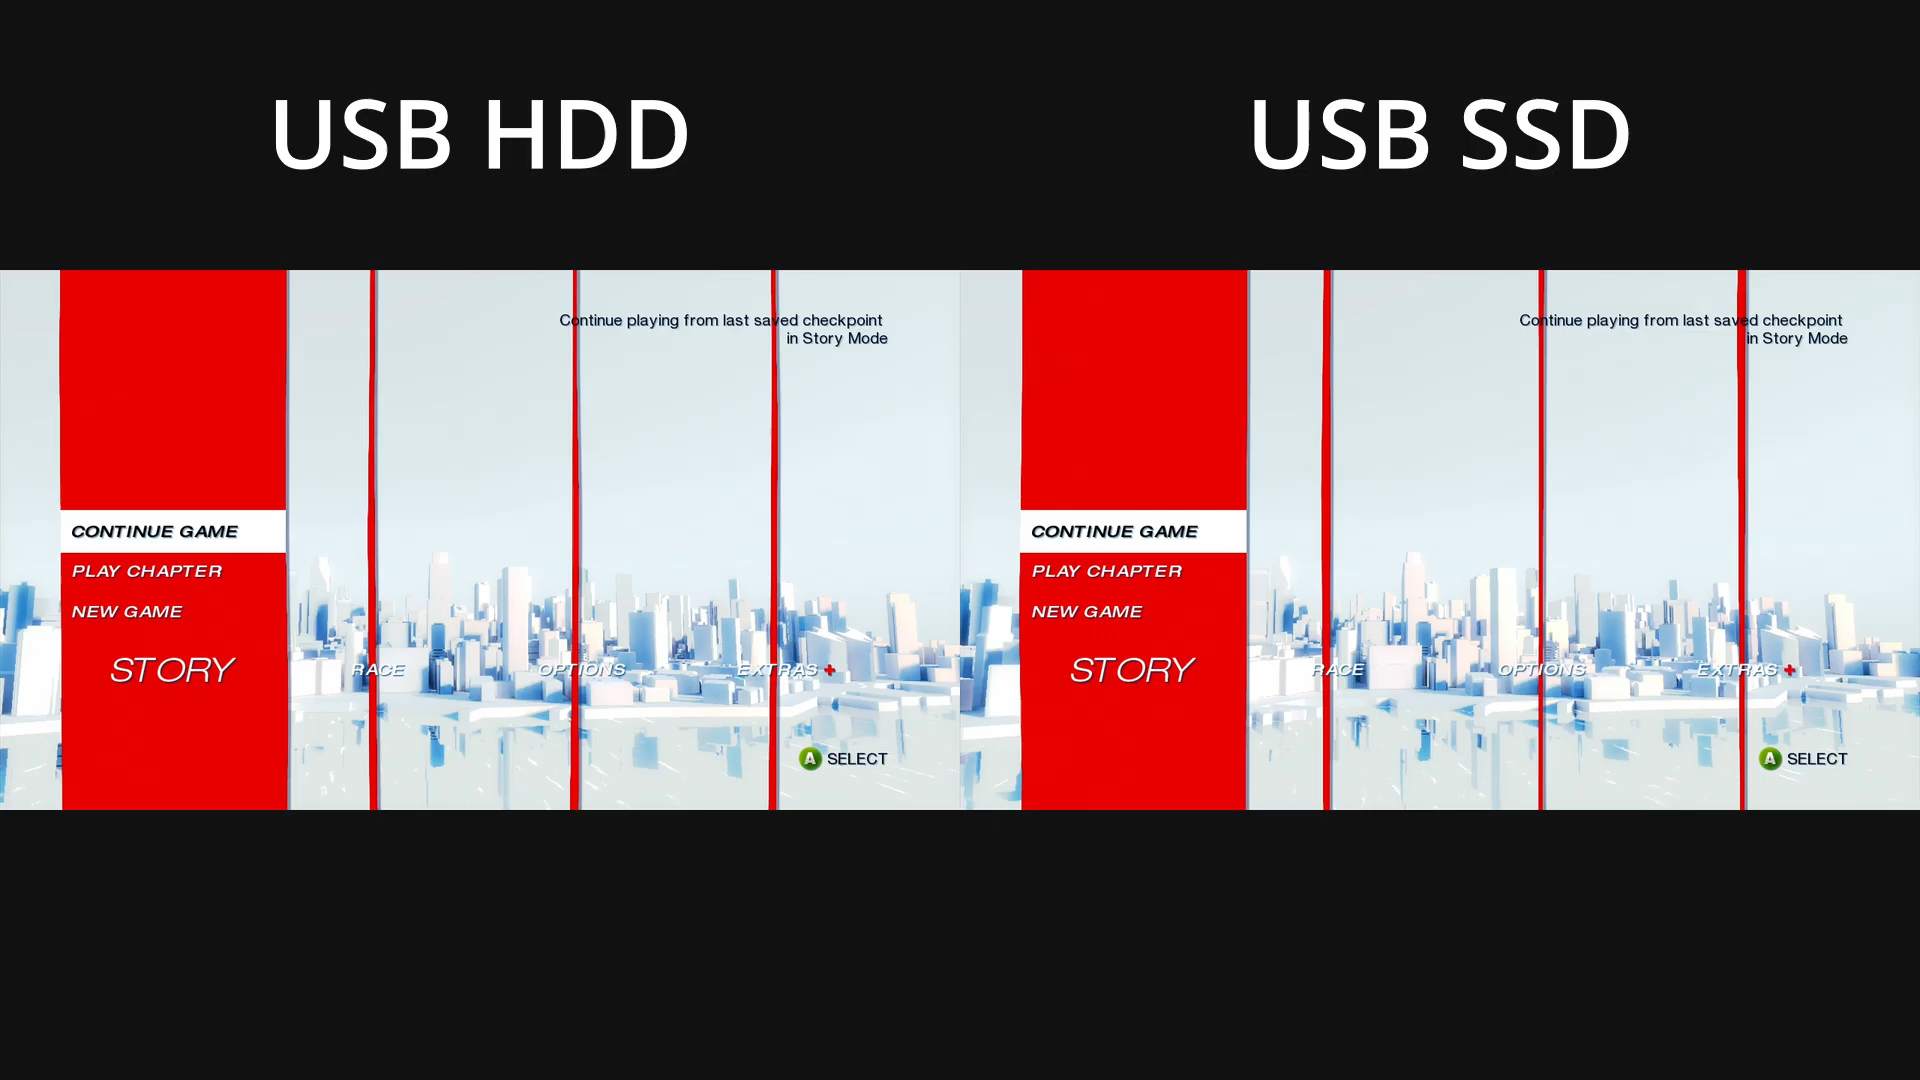 USB HDD
USB SSD
Continue playing from last saved checkpoint
in Story Mode
CONTINUE GAME
PLAY CHAPTER
NEW GAME
STORY
RACE
OPTIONS
EXTRAS +
A SELECT
Continue playing from last saved checkpoint
in Story Mode
CONTINUE GAME
PLAY CHAPTER
NEW GAME
STORY
RACE
OPTIONS
EXTRAS +
A SELECT